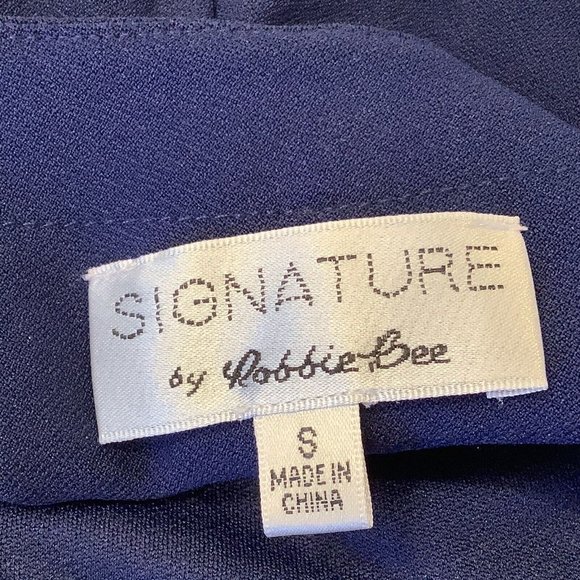 SIGNATURE
by Robbie Bee
S
MADE IN
CHINA